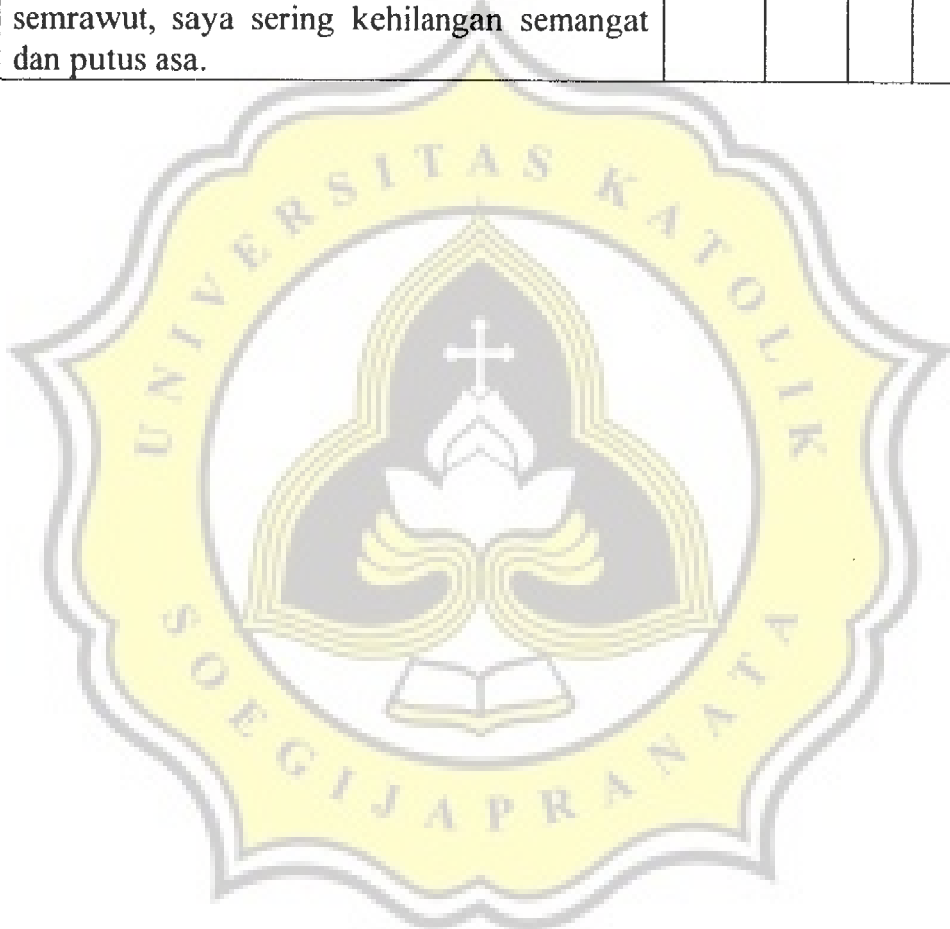 semrawut, saya sering kehilangan semangat
dan putus asa.
UNIVERSITAS KATOLIK
SOEGIJAPRANATA